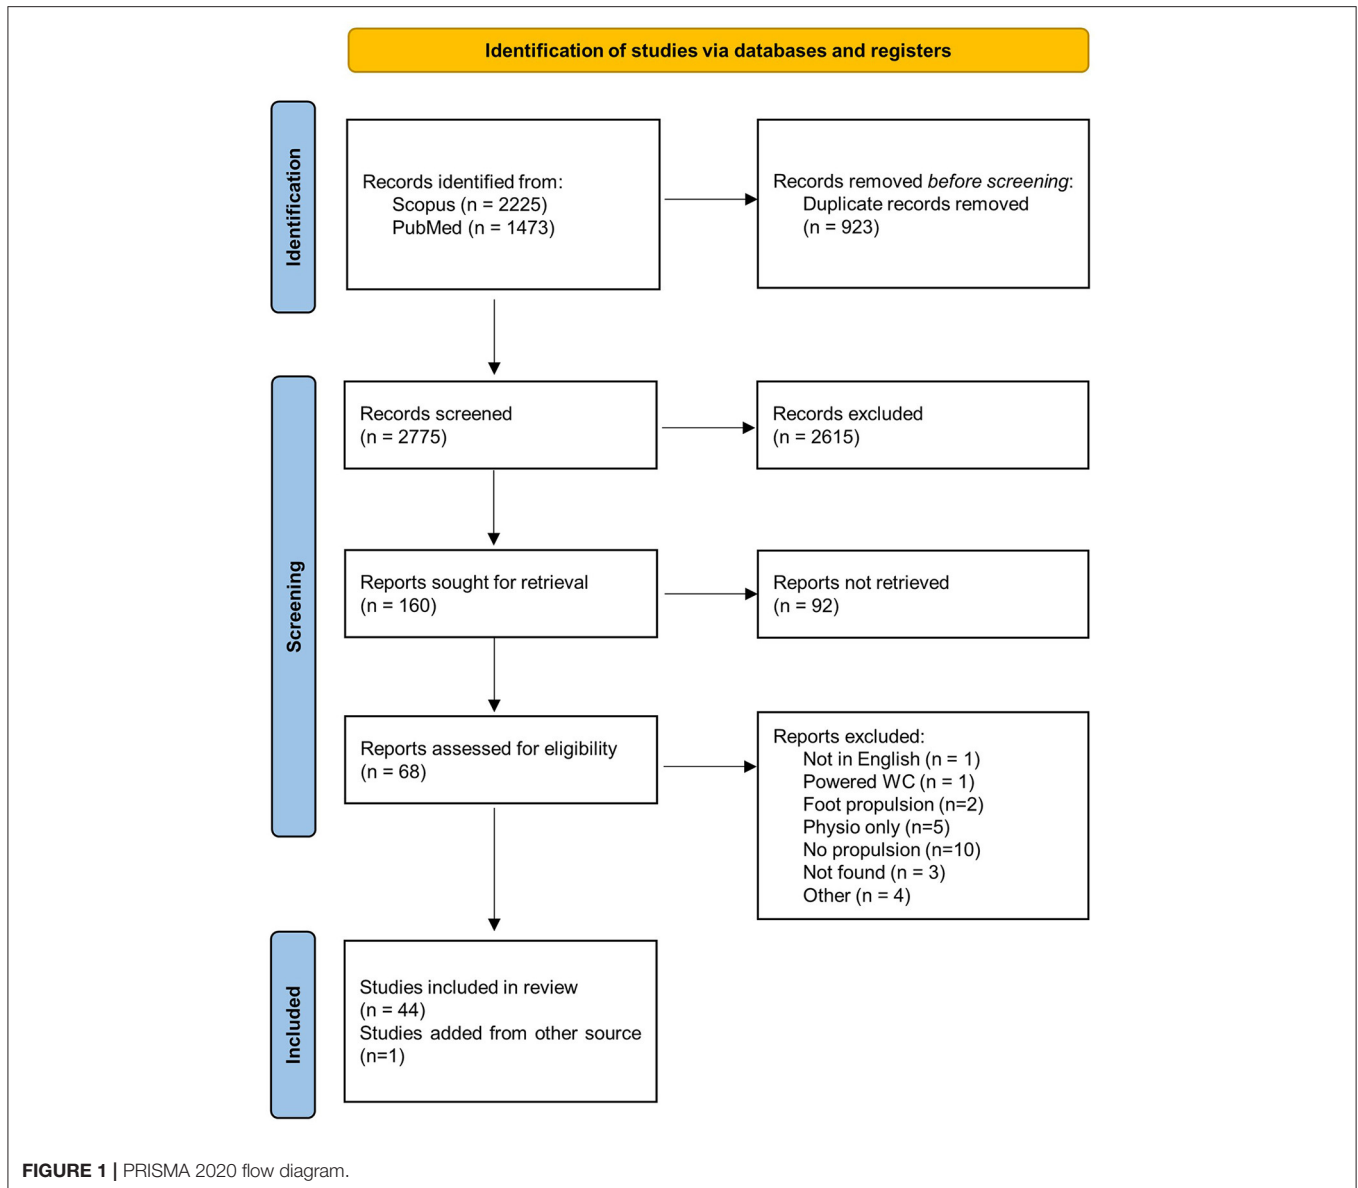 Identification of studies via databases and registers
Identification
Records identified from:
Scopus (n = 2225)
PubMed (n = 1473)
Records removed before screening:
Duplicate records removed
(n = 923)
Screening
Records screened
(n = 2775)
Records excluded
(n = 2615)
Reports sought for retrieval
(n = 160)
Reports not retrieved
(n = 92)
Reports assessed for eligibility
(n = 68)
Reports excluded:
Not in English (n = 1)
Powered WC (n = 1)
Foot propulsion (n=2)
Physio only (n=5)
No propulsion (n=10)
Not found (n = 3)
Other (n = 4)
Included
Studies included in review
(n = 44)
Studies added from other source
(n=1)
FIGURE 1 | PRISMA 2020 flow diagram.